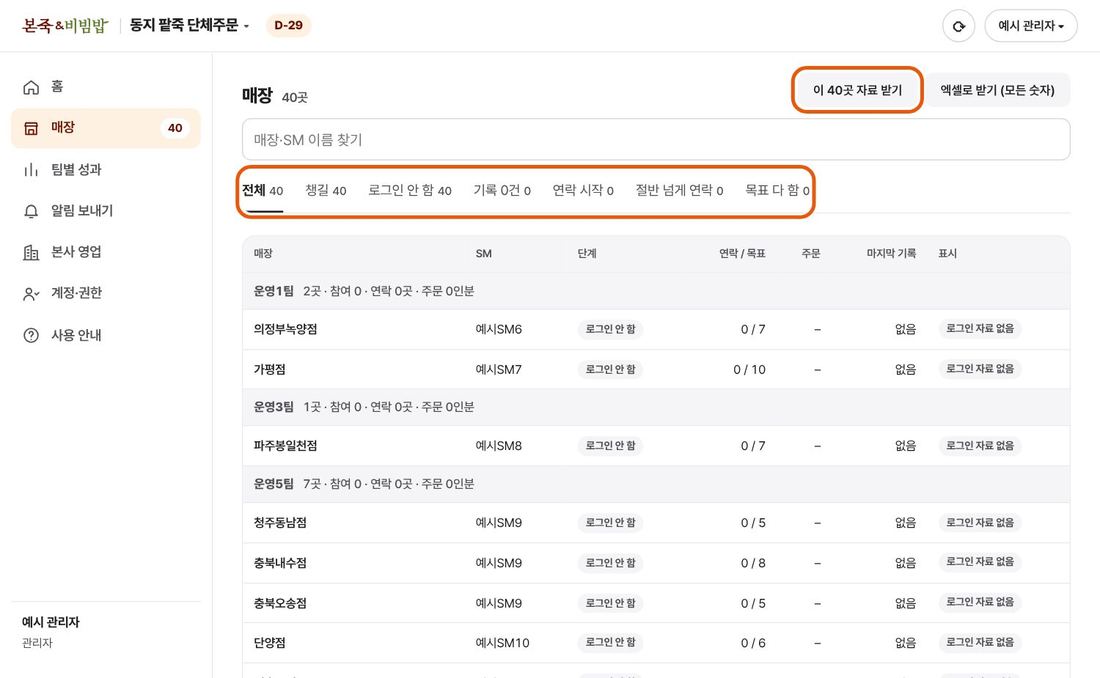 본죽&비빔밥 동지 팥죽 단체주문 D-29 예시 관리자
홈
매장 40
팀별 성과
알림 보내기
본사 영업
계정·권한
사용 안내
예시 관리자
관리자
매장 40곳 이 40곳 자료 받기 엑셀로 받기 (모든 숫자)
매장·SM 이름 찾기
전체 40 챙길 40 로그인 안 함 40 기록 0건 0 연락 시작 0 절반 넘게 연락 0 목표 다 함 0
매장 SM 단계 연락 / 목표 주문 마지막 기록 표시
운영1팀 2곳 · 참여 0 · 연락 0곳 · 주문 0인분
의정부녹양점 예시SM6 로그인 안 함 0 / 7 – 없음 로그인 자료 없음
가평점 예시SM7 로그인 안 함 0 / 10 – 없음 로그인 자료 없음
운영3팀 1곳 · 참여 0 · 연락 0곳 · 주문 0인분
파주봉일천점 예시SM8 로그인 안 함 0 / 7 – 없음 로그인 자료 없음
운영5팀 7곳 · 참여 0 · 연락 0곳 · 주문 0인분
청주동남점 예시SM9 로그인 안 함 0 / 5 – 없음 로그인 자료 없음
충북내수점 예시SM9 로그인 안 함 0 / 8 – 없음 로그인 자료 없음
충북오송점 예시SM9 로그인 안 함 0 / 5 – 없음 로그인 자료 없음
단양점 예시SM10 로그인 안 함 0 / 6 – 없음 로그인 자료 없음